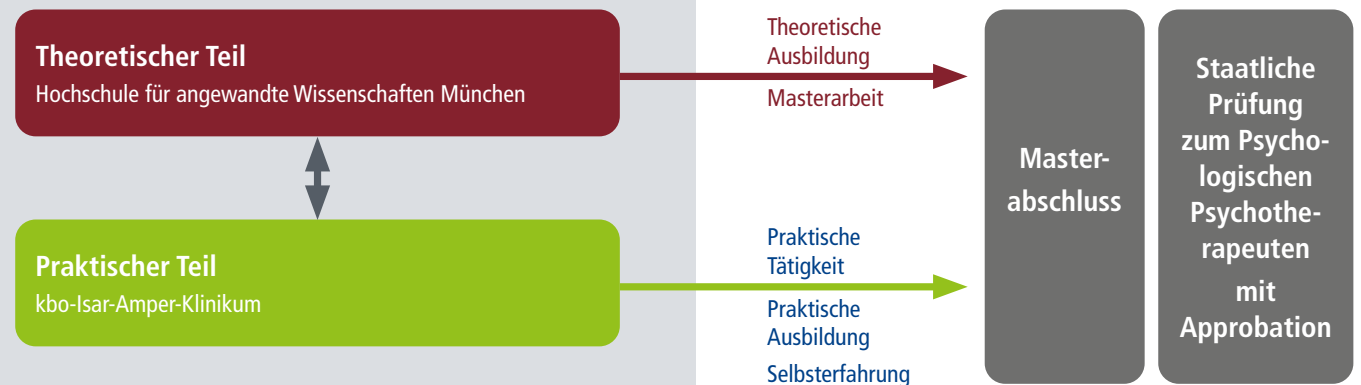 Theoretischer Teil
Hochschule für angewandte Wissenschaften München
Theoretische
Ausbildung
Masterarbeit
Praktischer Teil
kbo-Isar-Amper-Klinikum
Praktische
Tätigkeit
Praktische
Ausbildung
Selbsterfahrung
Master-
abschluss
Staatliche
Prüfung
zum Psycho-
logischen
Psychothe-
rapeuten
mit
Approbation